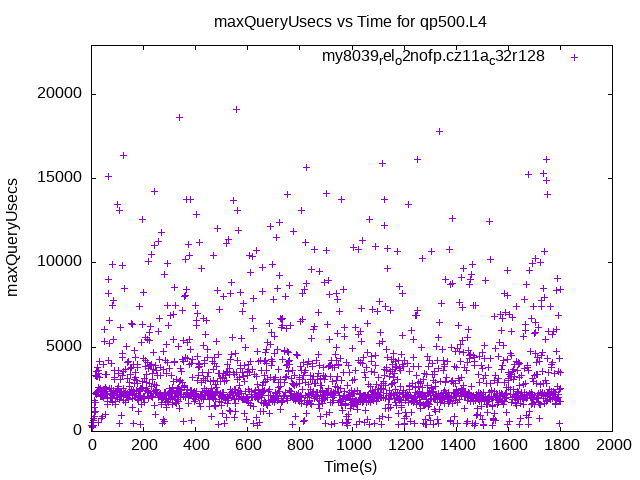 maxQueryUsecs vs Time for qp500.L4
my8039relo2nofp.cz11ac32r128
20000
15000
10000
5000
0
maxQueryUsecs
0 200 400 600 800 1000 1200 1400 1600 1800 2000
Time(s)